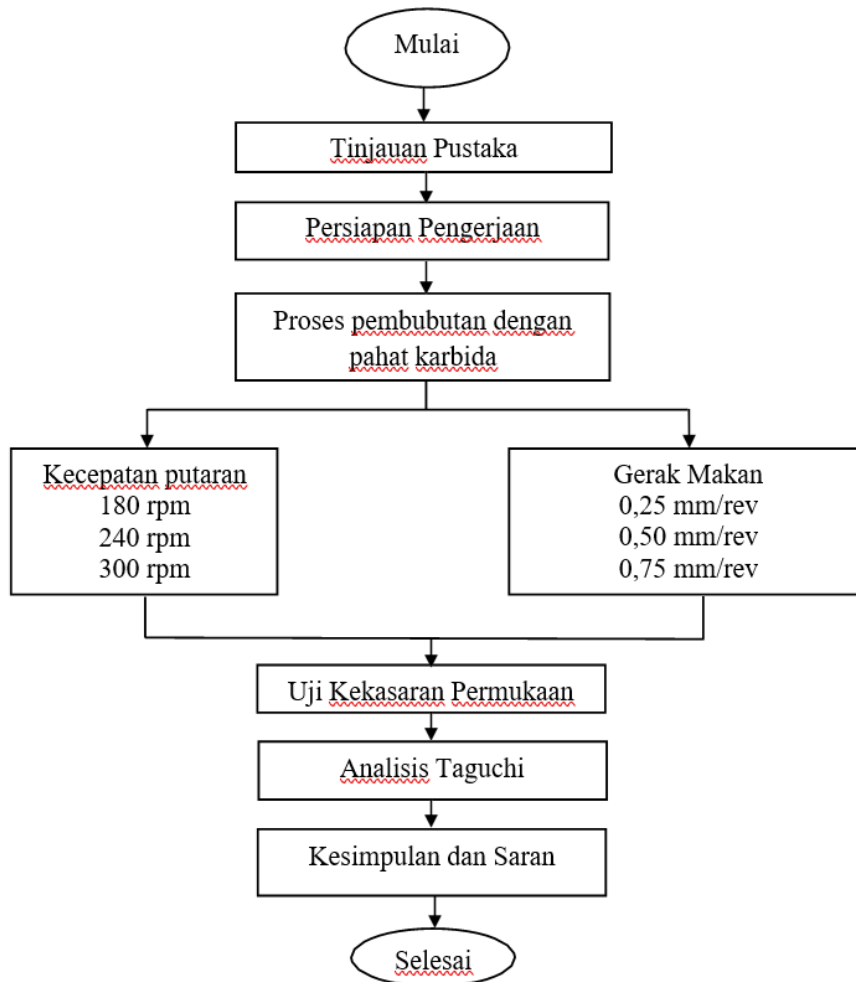 Mulai
Tinjauan Pustaka
Persiapan Pengerjaan
Proses pembubutan dengan
pahat karbida
Kecepatan putaran
180 rpm
240 rpm
300 rpm
Gerak Makan
0,25 mm/rev
0,50 mm/rev
0,75 mm/rev
Uji Kekasaran Permukaan
Analisis Taguchi
Kesimpulan dan Saran
Selesai